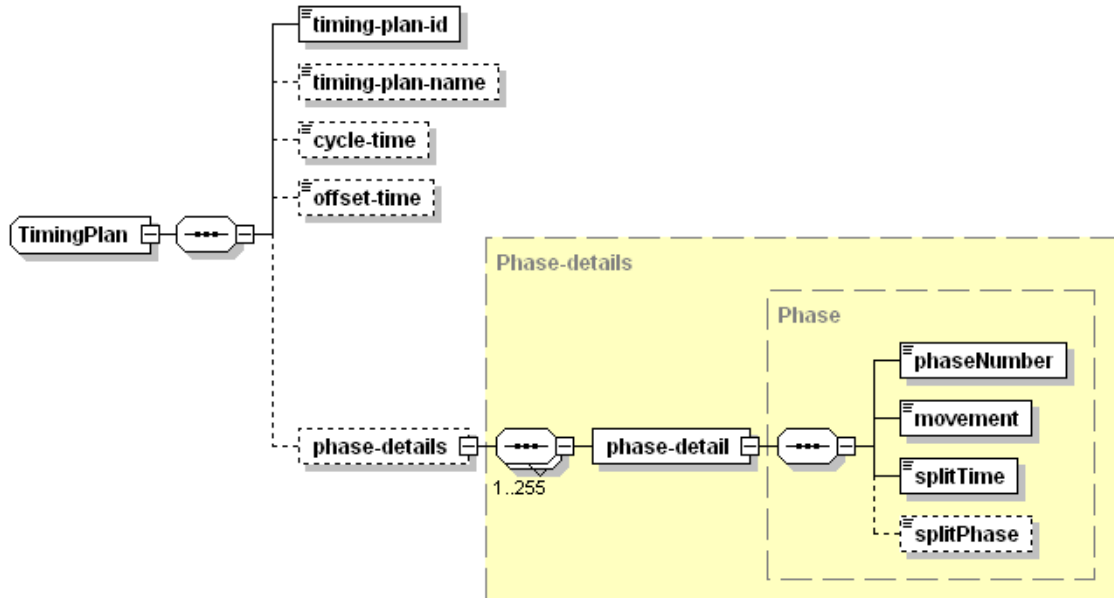 timing-plan-id
timing-plan-name
cycle-time
offset-time
TimingPlan
Phase-details
Phase
phaseNumber
movement
phase-details
phase-detail
splitTime
1..255
splitPhase